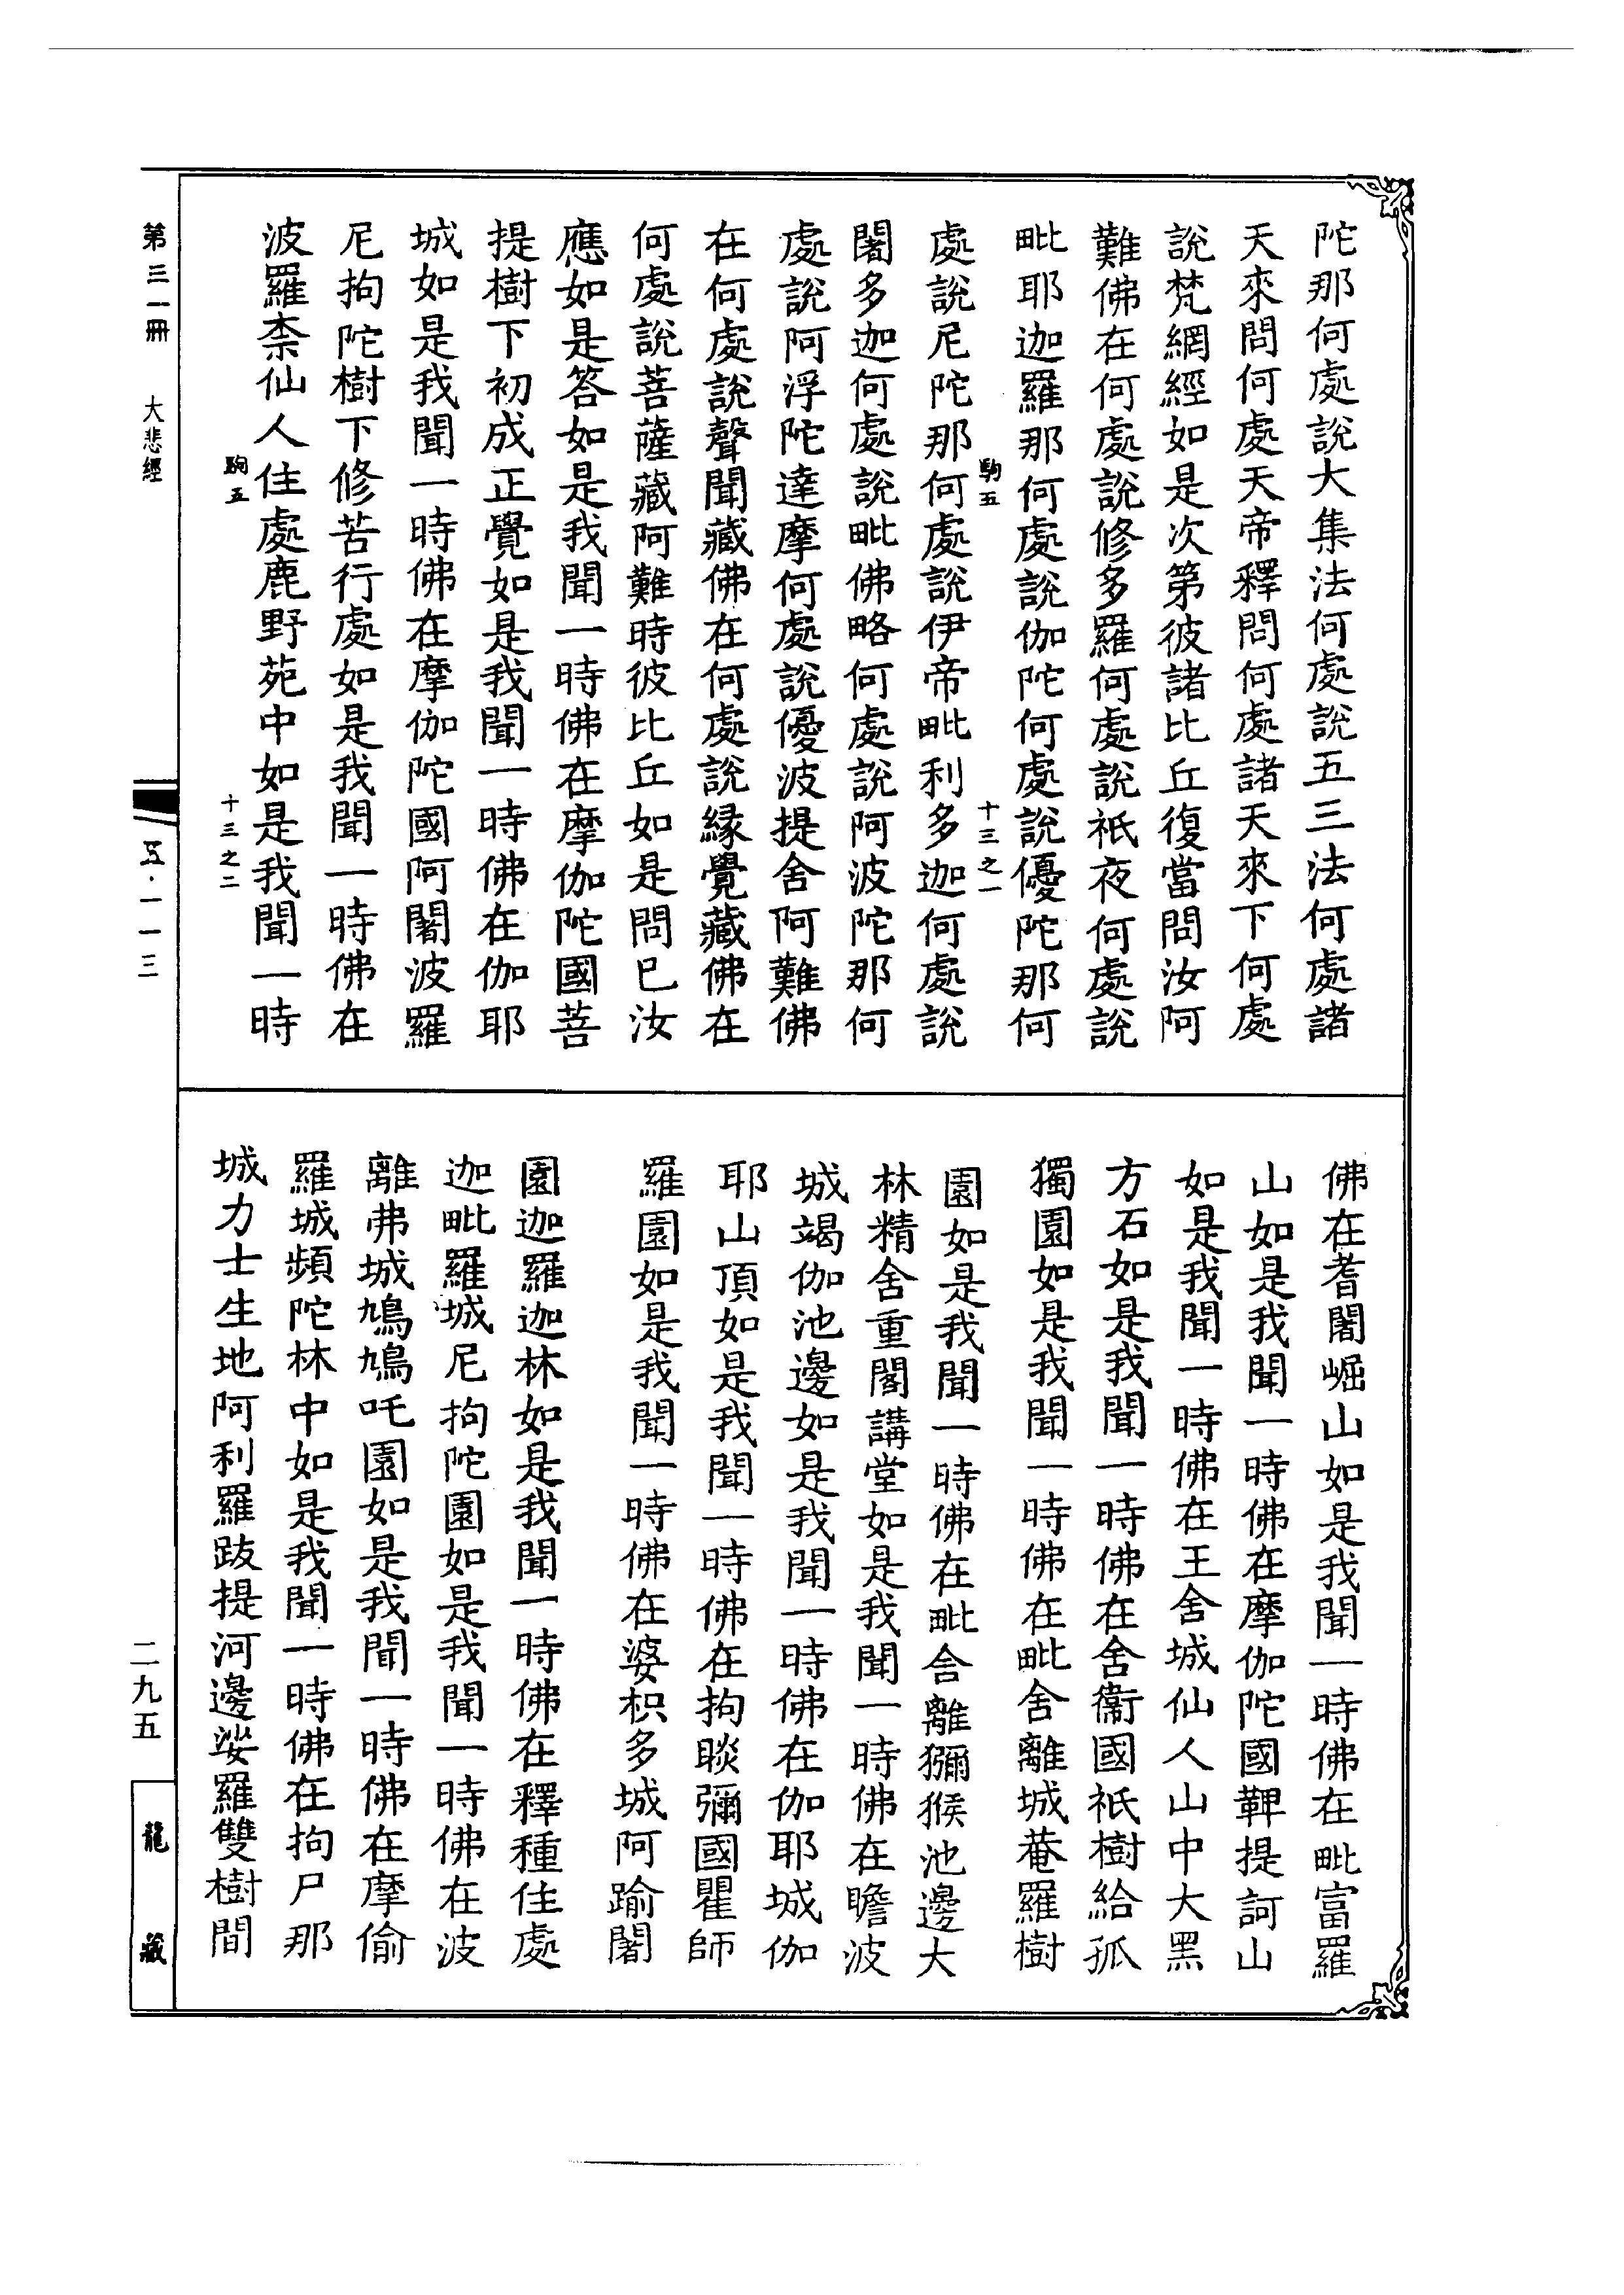 陀那何處說大集法何處說五三法何處諸
天來問何處天帝釋問何處諸天來下何處
說梵網經如是次第彼諸比丘復當問汝阿
難佛在何處說修多羅何處說祇夜何處說
毗耶迦羅那何處說伽陀何處說優陀那何
駒五 十三之一
處說尼陀那何處說伊帝毗利多迦何處說
闍多迦何處說毗佛略何處說阿波陀那何
處說阿浮陀達摩何處說優波提舍阿難佛
在何處說聲聞藏佛在何處說緣覺藏佛在
何處說菩薩藏阿難時彼比丘如是問已汝
應如是答如是我聞一時佛在摩伽陀國菩
提樹下初成正覺如是我聞一時佛在伽耶
城如是我聞一時佛在摩伽陀國阿闍波羅
尼拘陀樹下修苦行處如是我聞一時佛在
波羅柰仙人住處鹿野苑中如是我聞一時
駒五 十三之二
佛在耆闍崛山如是我聞一時佛在毗富羅
山如是我聞一時佛在摩伽陀國鞞提訶山
如是我聞一時佛在王舍城仙人山中大黑
方石如是我聞一時佛在舍衞國祇樹給孤
獨園如是我聞一時佛在毗舍離城菴羅樹
園如是我聞一時佛在毗舍離獼猴池邊大
林精舍重閣講堂如是我聞一時佛在瞻波
城竭伽池邊如是我聞一時佛在伽耶城伽
耶山頂如是我聞一時佛在拘睒彌國瞿師
羅園如是我聞一時佛在婆枳多城阿踰闍
園迦羅迦林如是我聞一時佛在釋種住處
迦毗羅城尼拘陀園如是我聞一時佛在波
離弗城鳩鳩吒園如是我聞一時佛在摩偷
羅城頻陀林中如是我聞一時佛在拘尸那
城力士生地阿利羅跋提河邊娑羅雙樹間
第三一冊 大悲經
五·一一三
二九五
龍藏